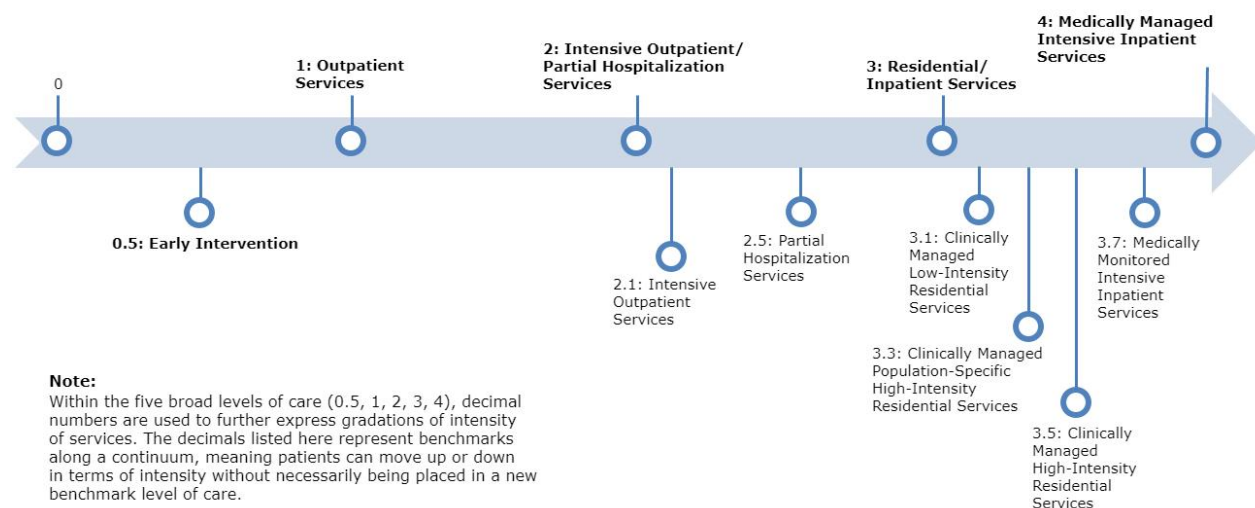 0
1: Outpatient
Services
2: Intensive Outpatient/
Partial Hospitalization
Services
3: Residential/
Inpatient Services
4: Medically Managed
Intensive Inpatient
Services
0.5: Early Intervention
2.1: Intensive
Outpatient
Services
2.5: Partial
Hospitalization
Services
3.1: Clinically
Managed
Low-Intensity
Residential
Services
3.3: Clinically Managed
Population-Specific
High-Intensity
Residential Services
3.5: Clinically
Managed
High-Intensity
Residential
Services
3.7: Medically
Monitored
Intensive
Inpatient
Services
Note:
Within the five broad levels of care (0.5, 1, 2, 3, 4), decimal
numbers are used to further express gradations of intensity
of services. The decimals listed here represent benchmarks
along a continuum, meaning patients can move up or down
in terms of intensity without necessarily being placed in a new
benchmark level of care.